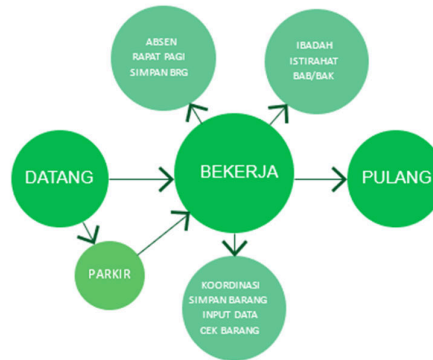 ABSEN
RAPAT PAGI
SIMPAN BRG
IBADAH
ISTIRAHAT
BAB/BAK
DATANG
BEKERJA
PULANG
PARKIR
KOORDINASI
SIMPAN BARANG
INPUT DATA
CEK BARANG